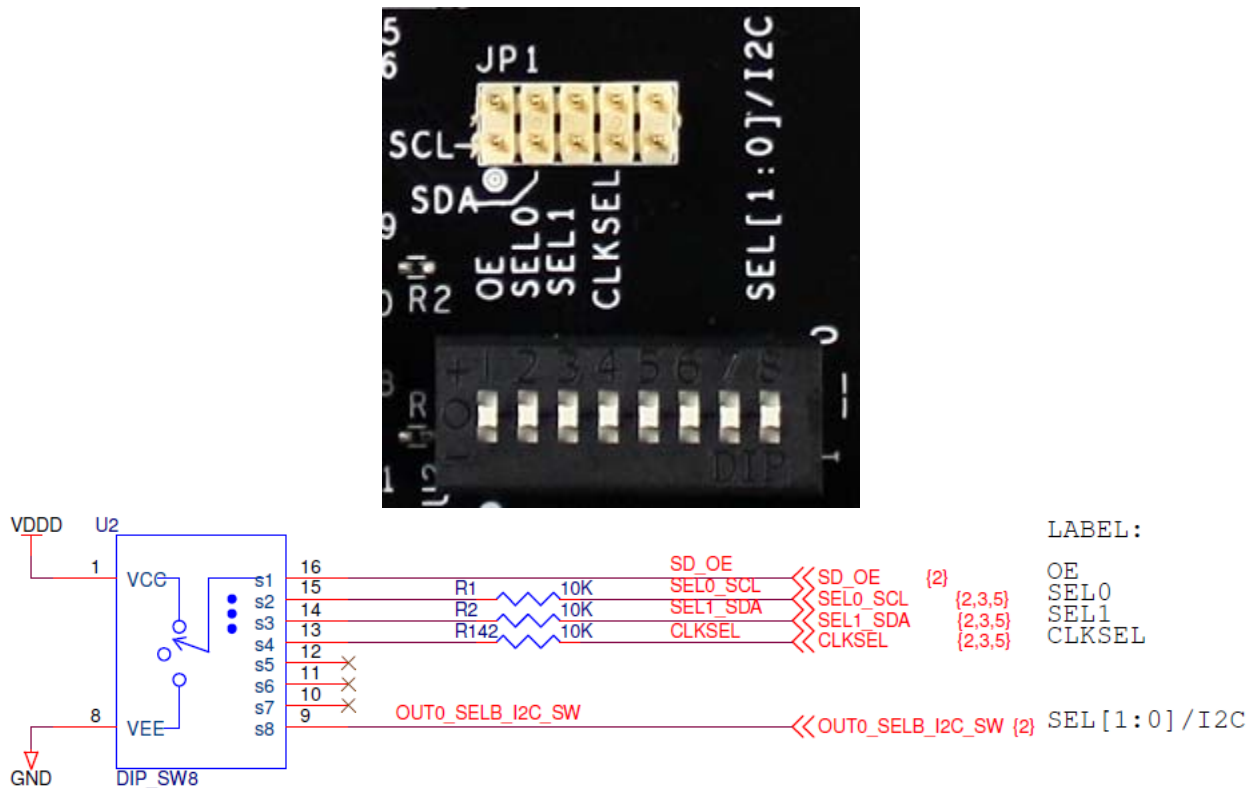 5
6
JP1
SCL
SDA
9
OE
SEL0
SEL1
CLKSEL
SEL[1:0]/I2C
R2
+ 1 2 3 4 5 6 7 8
R
DIP
VDDD
U2
1
VCC
8
VEE
GND
DIP_SW8
s1
s2
s3
s4
s5
s6
s7
s8
16
15
14
13
12
11
10
9
R1 10K
R2 10K
R142 10K
SD_OE
SEL0_SCL
SEL1_SDA
CLKSEL
OUT0_SELB_I2C_SW
SD_OE {2}
SEL0_SCL {2,3,5}
SEL1_SDA {2,3,5}
CLKSEL {2,3,5}
OUT0_SELB_I2C_SW {2}
LABEL:
OE
SEL0
SEL1
CLKSEL
SEL[1:0]/I2C